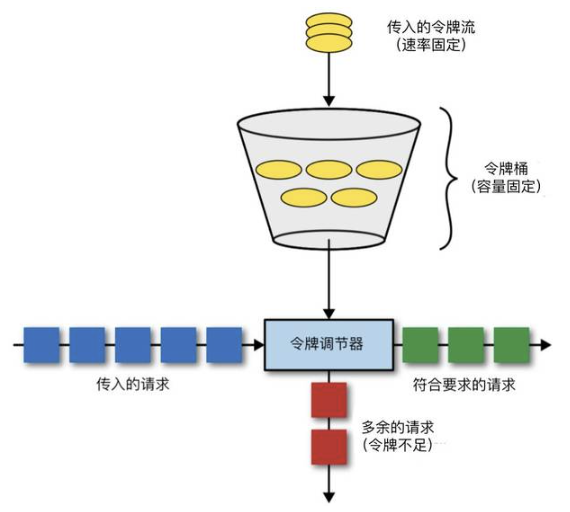 传入的令牌流
（速率固定）
令牌桶
（容量固定）
令牌调节器
传入的请求
符合要求的请求
多余的请求
（令牌不足）